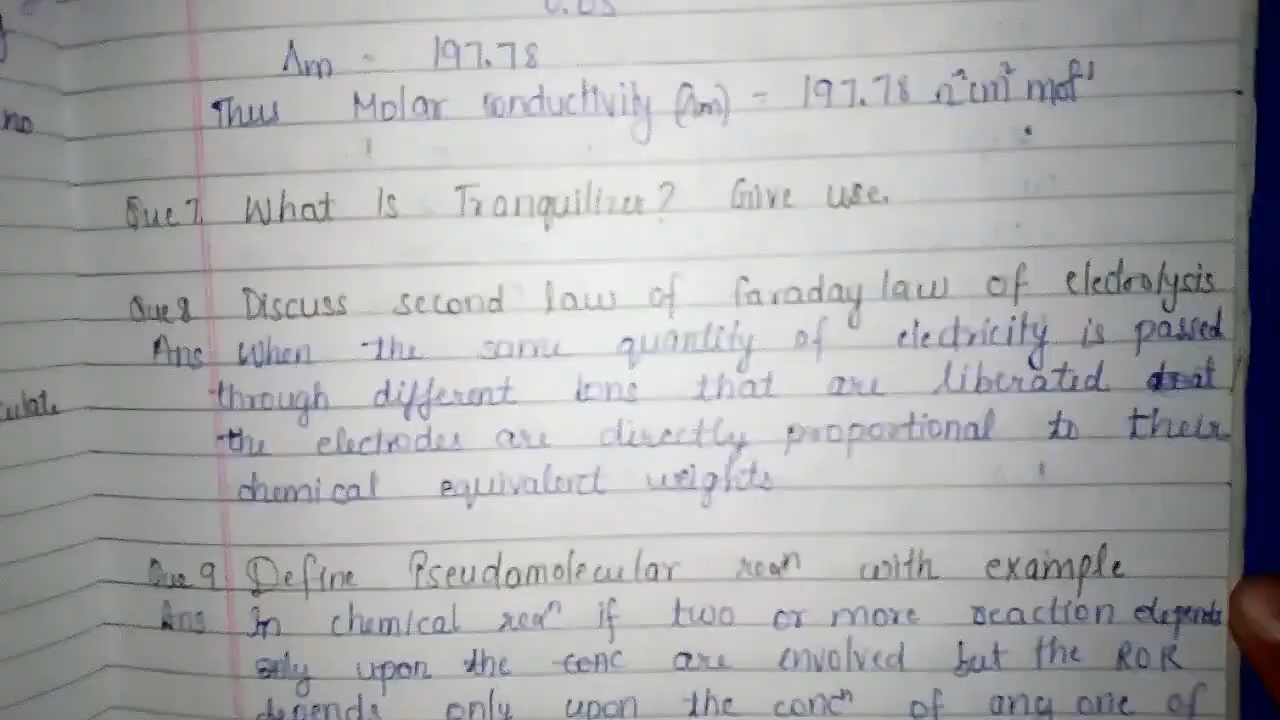 0.05
Λm = 197.78
no
Thus Molar conductivity (λm) = 197.78 Ω⁻¹cm² mol⁻¹
Que 7 What Is Tranquilizer? Give use.
Que 8 Discuss second law of faraday law of electrolysis
Ans When the same quantity of electricity is passed
through different ions that are liberated at
culate
the electrodes are directly proportional to their
chemical equivalent weights
Que 9 Define Pseudomolecular reaⁿ with example
Ans In chemical reaⁿ if two or more reaction depends
only upon the conc are involved but the ROR
depends only upon the concⁿ of any one of